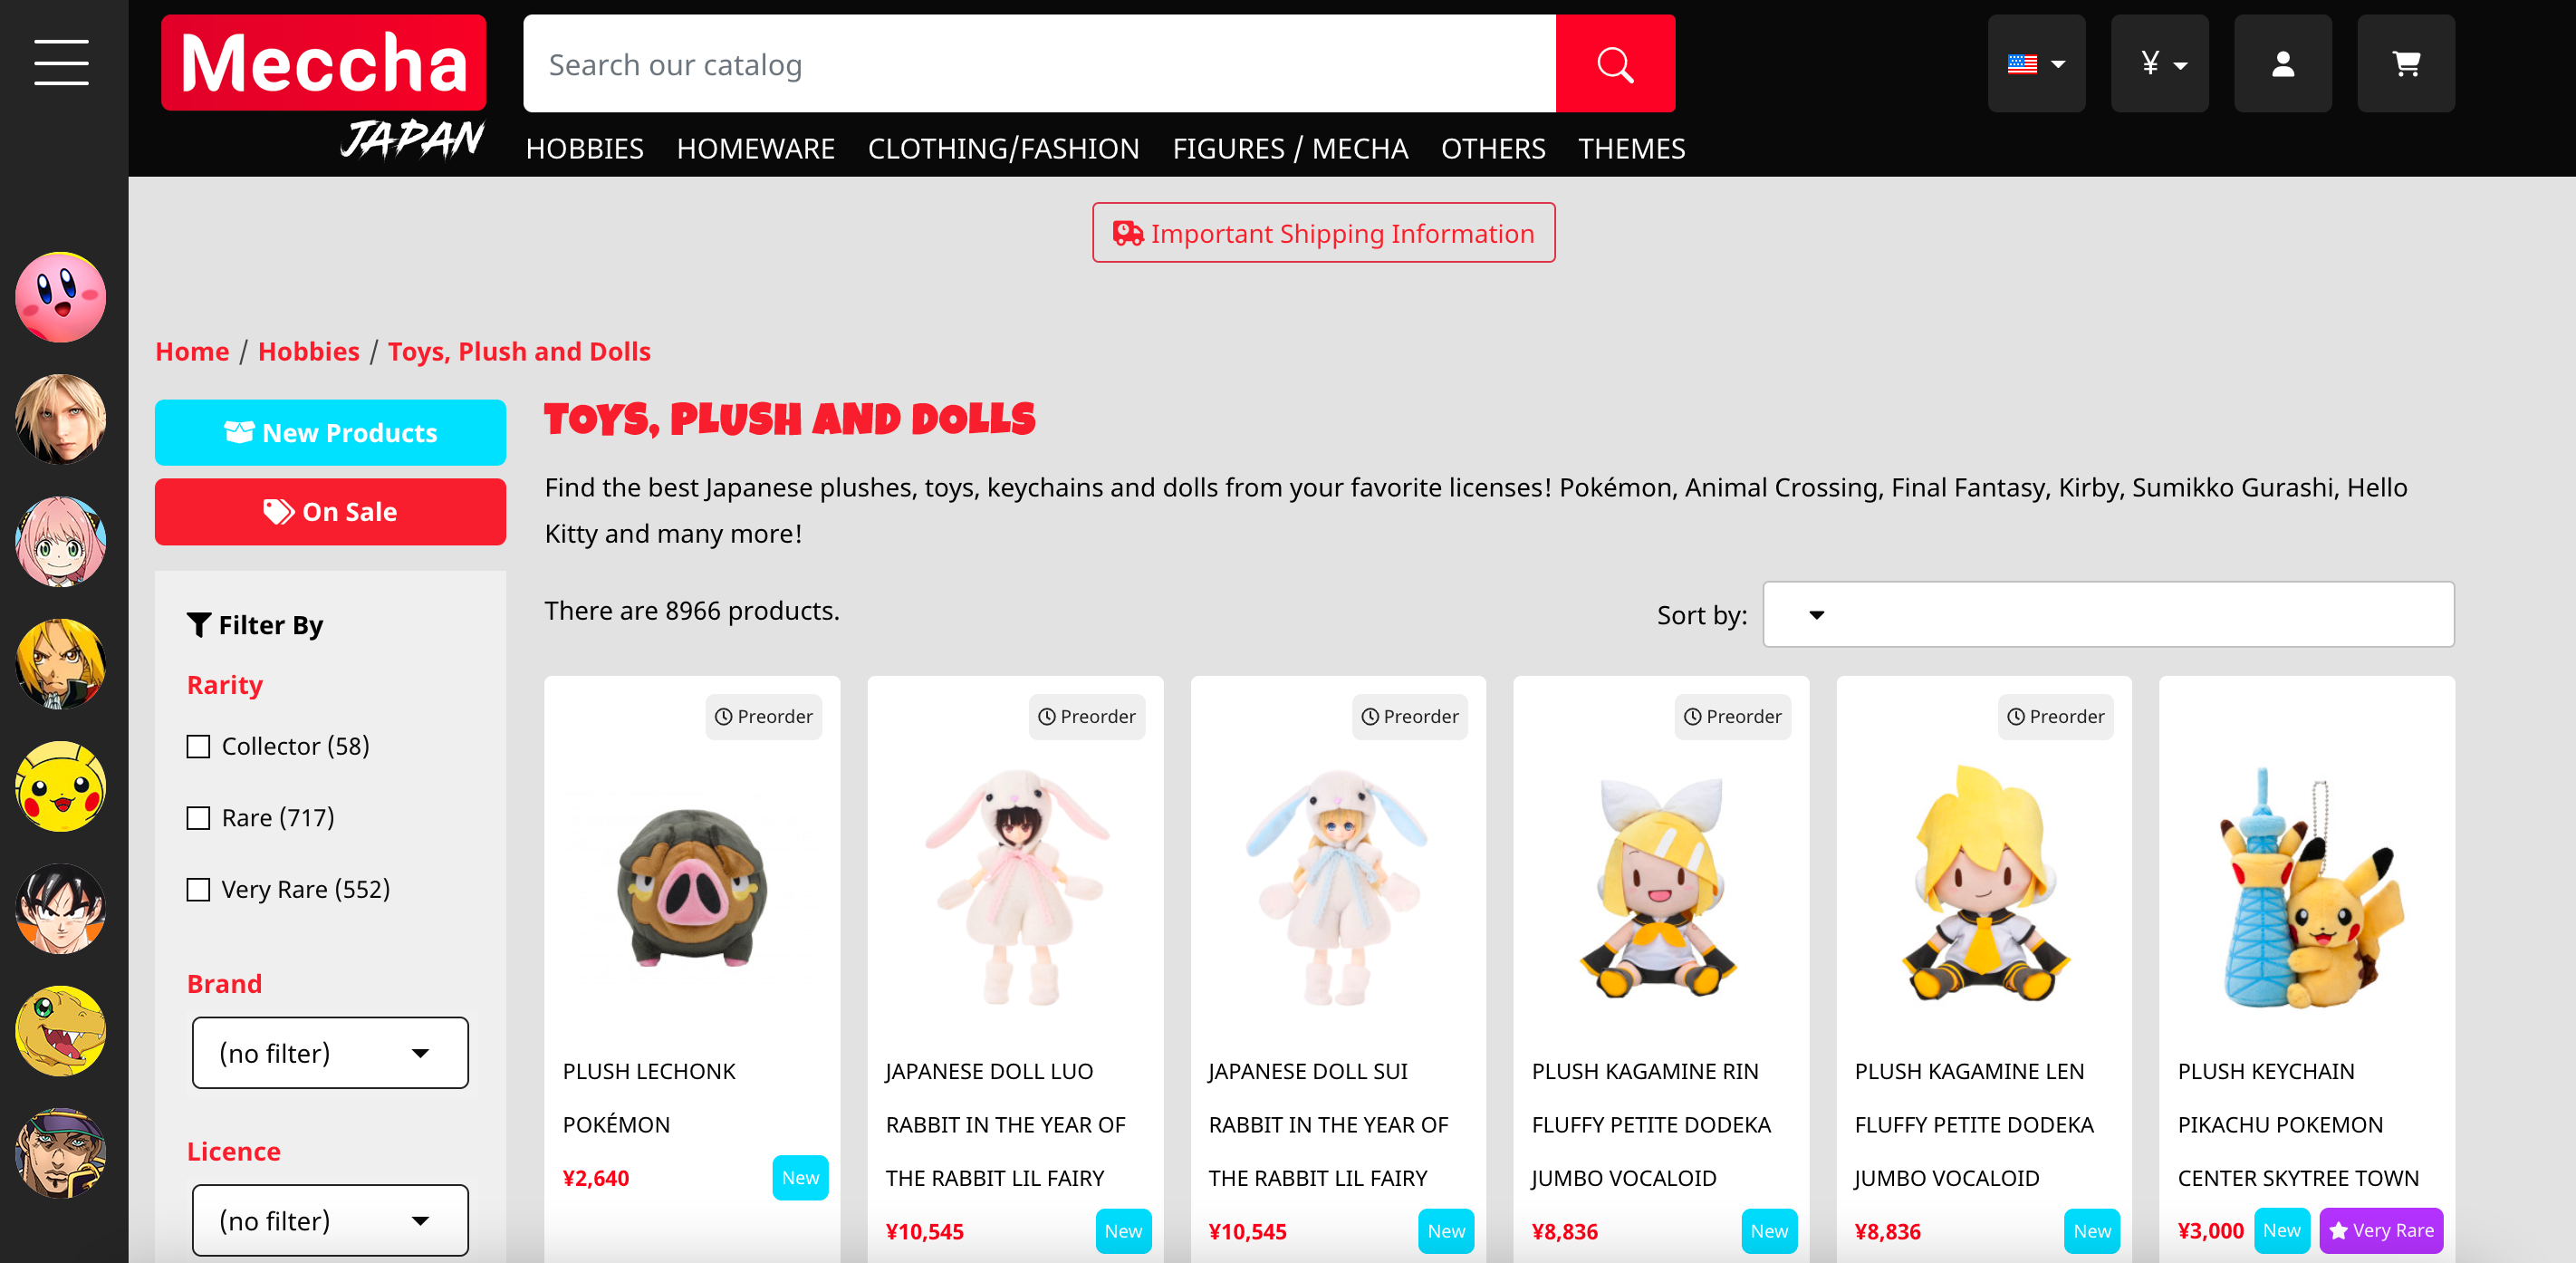 Meccha
JAPAN
Search our catalog
¥
HOBBIES HOMEWARE CLOTHING/FASHION FIGURES / MECHA OTHERS THEMES
Important Shipping Information
Home / Hobbies / Toys, Plush and Dolls
New Products
On Sale
Filter By
Rarity
Collector (58)
Rare (717)
Very Rare (552)
Brand
(no filter)
Licence
(no filter)
TOYS, PLUSH AND DOLLS
Find the best Japanese plushes, toys, keychains and dolls from your favorite licenses! Pokémon, Animal Crossing, Final Fantasy, Kirby, Sumikko Gurashi, Hello
Kitty and many more!
There are 8966 products.
Sort by:
Preorder
PLUSH LECHONK
POKÉMON
¥2,640 New
Preorder
JAPANESE DOLL LUO
RABBIT IN THE YEAR OF
THE RABBIT LIL FAIRY
¥10,545 New
Preorder
JAPANESE DOLL SUI
RABBIT IN THE YEAR OF
THE RABBIT LIL FAIRY
¥10,545 New
Preorder
PLUSH KAGAMINE RIN
FLUFFY PETITE DODEKA
JUMBO VOCALOID
¥8,836 New
Preorder
PLUSH KAGAMINE LEN
FLUFFY PETITE DODEKA
JUMBO VOCALOID
¥8,836 New
PLUSH KEYCHAIN
PIKACHU POKEMON
CENTER SKYTREE TOWN
¥3,000 New Very Rare